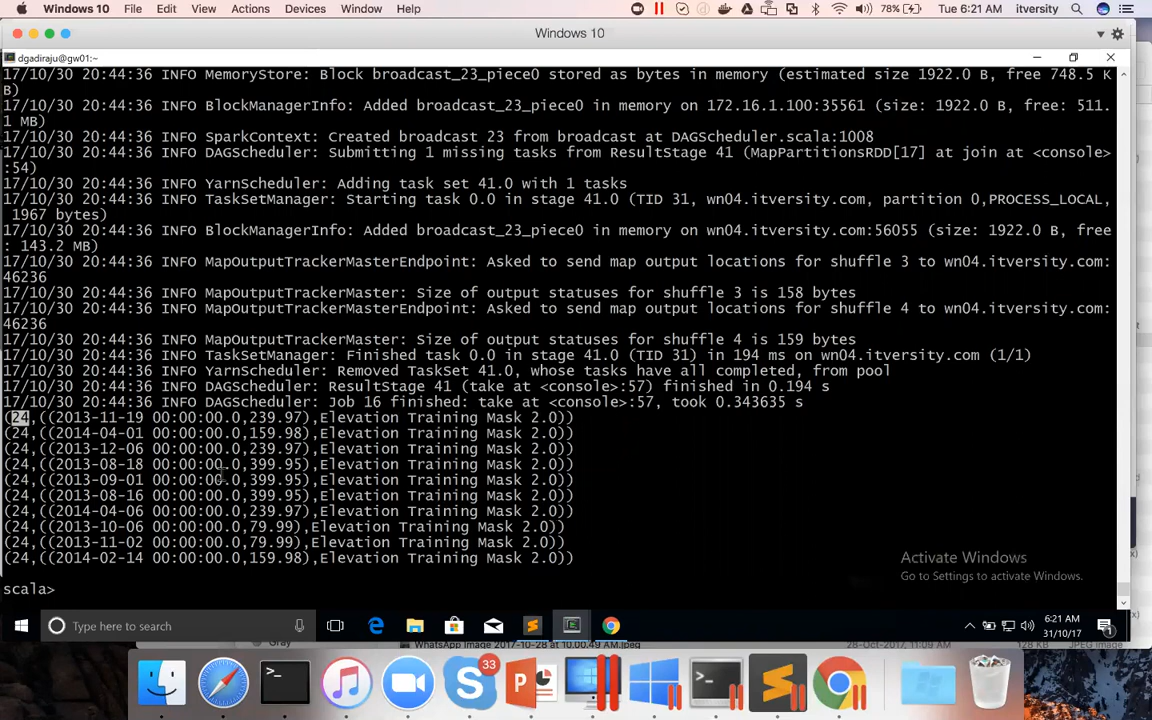 Windows 10 File Edit View Actions Devices Window Help 78% Tue 6:21 AM itversity
Windows 10
dgadiraju@gw01:~
17/10/30 20:44:36 INFO MemoryStore: Block broadcast_23_piece0 stored as bytes in memory (estimated size 1922.0 B, free 748.5 K
B)
17/10/30 20:44:36 INFO BlockManagerInfo: Added broadcast_23_piece0 in memory on 172.16.1.100:35561 (size: 1922.0 B, free: 511.
1 MB)
17/10/30 20:44:36 INFO SparkContext: Created broadcast 23 from broadcast at DAGScheduler.scala:1008
17/10/30 20:44:36 INFO DAGScheduler: Submitting 1 missing tasks from ResultStage 41 (MapPartitionsRDD[17] at join at <console>
:54)
17/10/30 20:44:36 INFO YarnScheduler: Adding task set 41.0 with 1 tasks
17/10/30 20:44:36 INFO TaskSetManager: Starting task 0.0 in stage 41.0 (TID 31, wn04.itversity.com, partition 0,PROCESS_LOCAL,
1967 bytes)
17/10/30 20:44:36 INFO BlockManagerInfo: Added broadcast_23_piece0 in memory on wn04.itversity.com:56055 (size: 1922.0 B, free
: 143.2 MB)
17/10/30 20:44:36 INFO MapOutputTrackerMasterEndpoint: Asked to send map output locations for shuffle 3 to wn04.itversity.com:
46236
17/10/30 20:44:36 INFO MapOutputTrackerMaster: Size of output statuses for shuffle 3 is 158 bytes
17/10/30 20:44:36 INFO MapOutputTrackerMasterEndpoint: Asked to send map output locations for shuffle 4 to wn04.itversity.com:
46236
17/10/30 20:44:36 INFO MapOutputTrackerMaster: Size of output statuses for shuffle 4 is 159 bytes
17/10/30 20:44:36 INFO TaskSetManager: Finished task 0.0 in stage 41.0 (TID 31) in 194 ms on wn04.itversity.com (1/1)
17/10/30 20:44:36 INFO YarnScheduler: Removed TaskSet 41.0, whose tasks have all completed, from pool
17/10/30 20:44:36 INFO DAGScheduler: ResultStage 41 (take at <console>:57) finished in 0.194 s
17/10/30 20:44:36 INFO DAGScheduler: Job 16 finished: take at <console>:57, took 0.343635 s
(24,((2013-11-19 00:00:00.0,239.97),Elevation Training Mask 2.0))
(24,((2014-04-01 00:00:00.0,159.98),Elevation Training Mask 2.0))
(24,((2013-12-06 00:00:00.0,239.97),Elevation Training Mask 2.0))
(24,((2013-08-18 00:00:00.0,399.95),Elevation Training Mask 2.0))
(24,((2013-09-01 00:00:00.0,399.95),Elevation Training Mask 2.0))
(24,((2013-08-16 00:00:00.0,399.95),Elevation Training Mask 2.0))
(24,((2014-04-06 00:00:00.0,239.97),Elevation Training Mask 2.0))
(24,((2013-10-06 00:00:00.0,79.99),Elevation Training Mask 2.0))
(24,((2013-11-02 00:00:00.0,79.99),Elevation Training Mask 2.0))
(24,((2014-02-14 00:00:00.0,159.98),Elevation Training Mask 2.0))
Activate Windows
Go to Settings to activate Windows.
scala>
Type here to search
6:21 AM
31/10/17
Gray WhatsApp Image 2017-10-28 at 10.00.49 AM.jpeg 28-Oct-2017, 11:09 AM 128 KB JPEG image
33